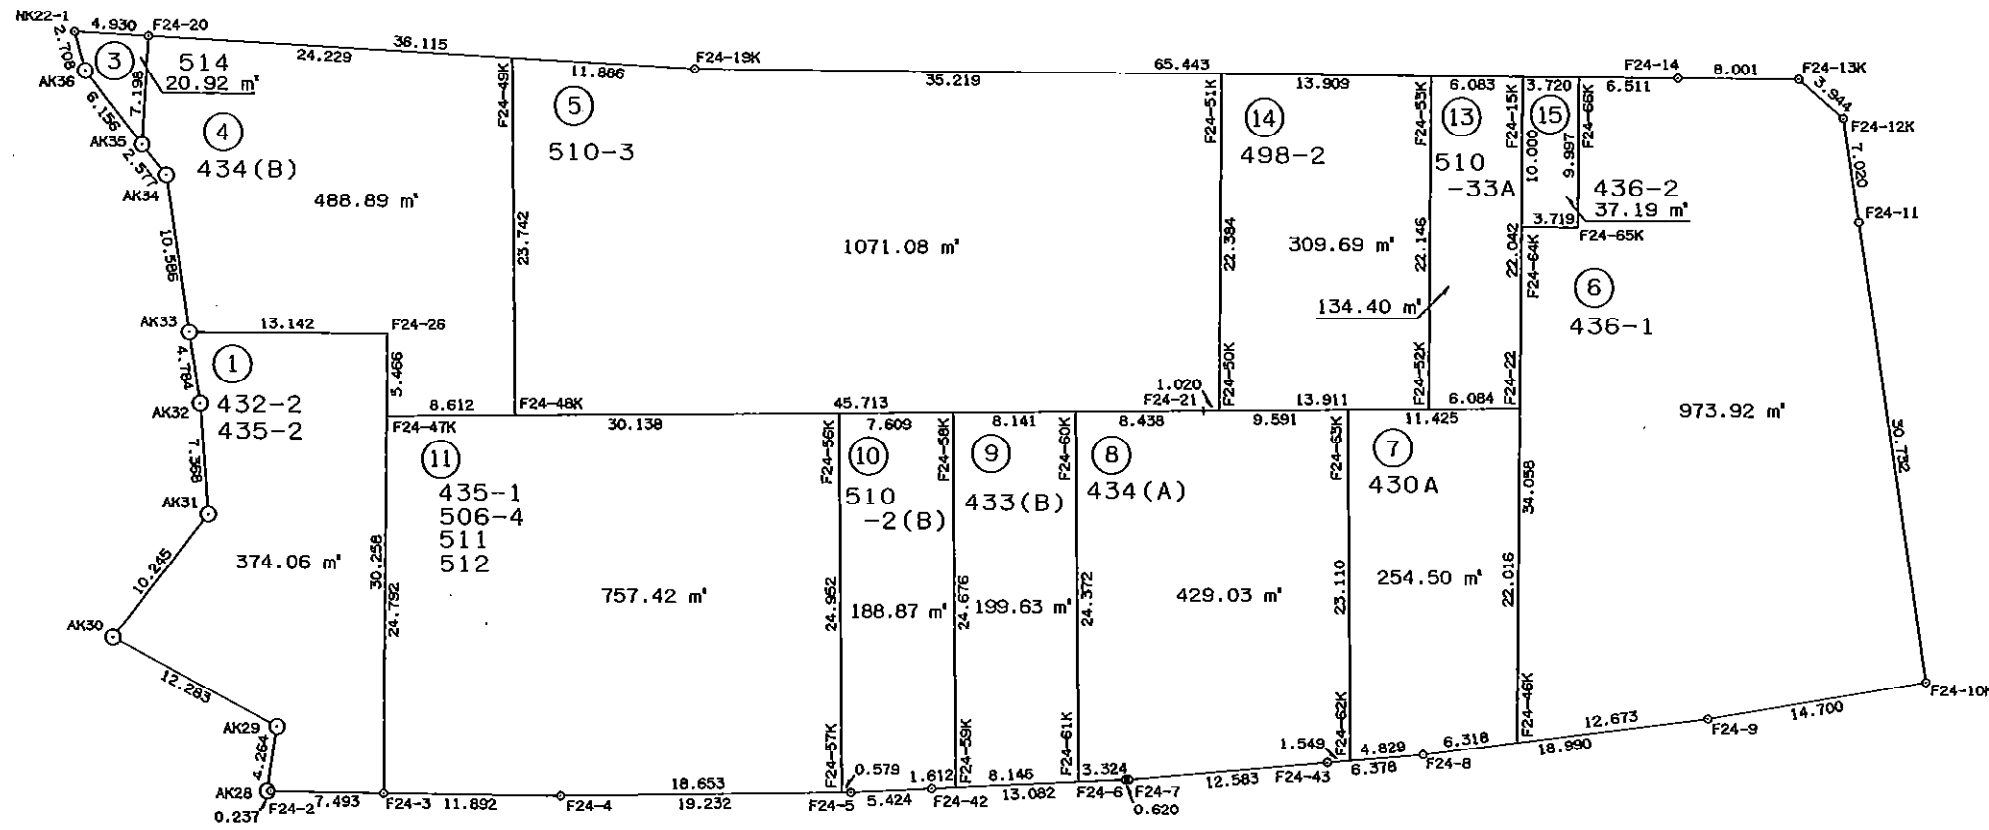 NK22-1
4.930
F24-20
2.708
3
514
20.92 m²
7.198
AK36
6.156
AK35
2.577
AK34
4
434(B)
488.89 m²
36.115
24.229
F24-49K
11.886
F24-19K
5
510-3
23.742
1071.08 m²
35.219
65.443
F24-51K
13.909
14
498-2
22.384
309.69 m²
F24-53K
6.083
13
510
-33A
22.146
134.40 m²
F24-15K
3.720
15
10.000
9.997
F24-66K
6.511
F24-14
8.001
F24-13K
3.944
F24-12K
7.020
F24-11
436-2
37.19 m²
3.719
F24-65K
22.042
F24-64K
6
436-1
973.92 m²
30.732
10.586
AK33
13.142
F24-26
4.784
1
432-2
435-2
AK32
7.368
AK31
10.245
374.06 m²
AK30
12.283
AK29
4.264
AK28
0.237
F24-2
7.493
F24-3
5.466
8.612
F24-48K
F24-47K
11
435-1
506-4
511
512
30.258
24.792
757.42 m²
30.138
45.713
F24-56K
7.609
F24-58K
8.141
F24-60K
8.438
1.020
F24-21
F24-50K
9.591
13.911
F24-63K
11.425
F24-52K
6.084
F24-22
10
510
-2(B)
9
433(B)
8
434(A)
7
430A
24.952
188.87 m²
24.676
199.63 m²
24.372
429.03 m²
23.110
254.50 m²
22.016
34.058
F24-57K
F24-59K
F24-61K
F24-62K
F24-46K
11.892
F24-4
18.653
19.232
F24-5
0.579
5.424
1.612
F24-42
8.146
13.082
3.324
F24-6
F24-7
0.620
12.583
F24-43
1.549
4.829
6.378
F24-8
6.318
18.990
12.673
F24-9
14.700
F24-10K